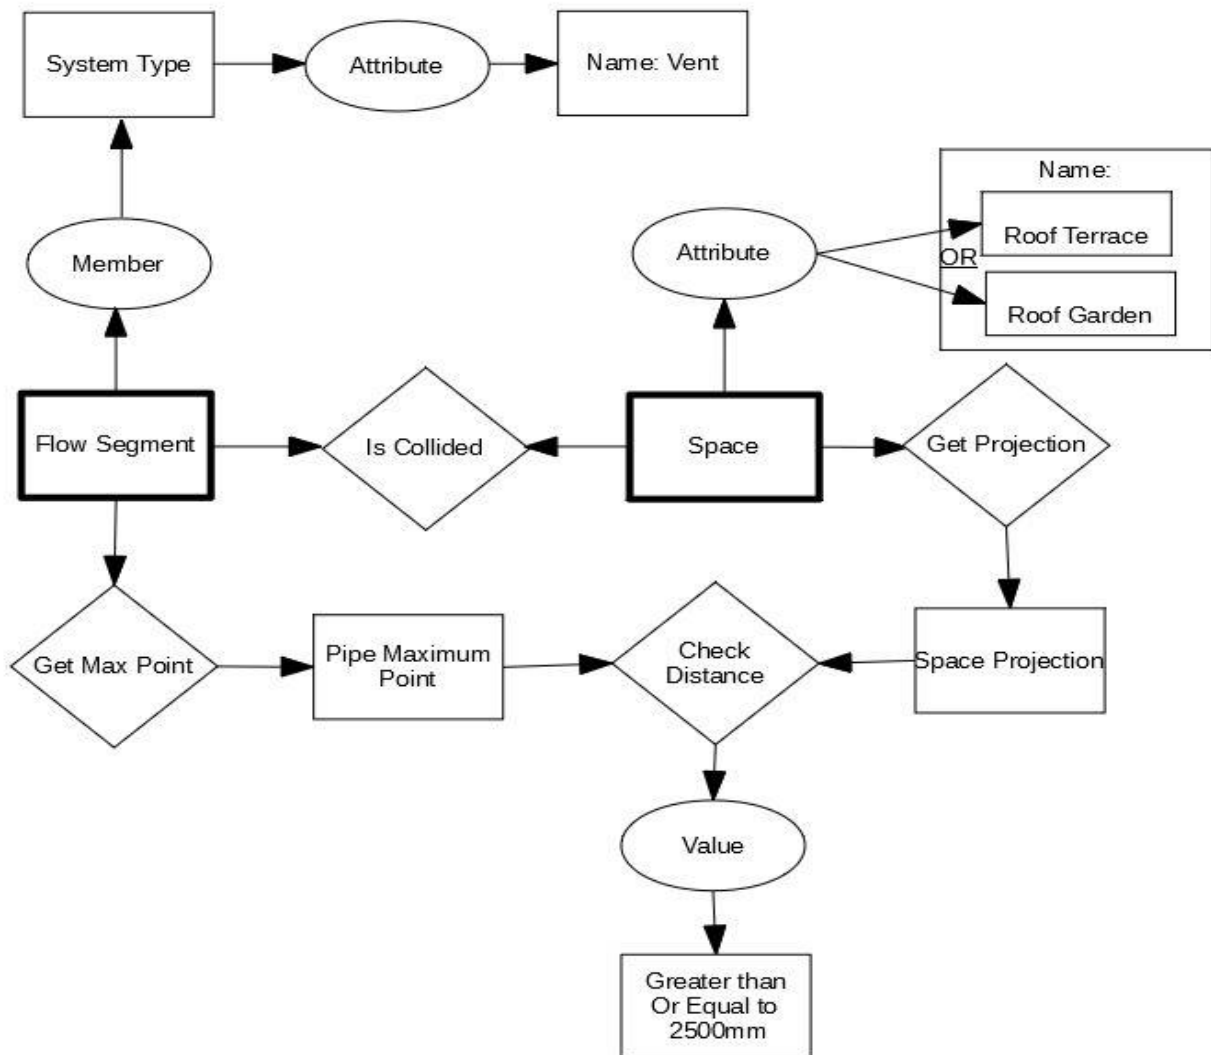 System Type
Attribute
Name: Vent
Name:
Roof Terrace
OR
Roof Garden
Member
Attribute
Flow Segment
Is Collided
Space
Get Projection
Get Max Point
Pipe Maximum
Point
Check
Distance
Space Projection
Value
Greater than
Or Equal to
2500mm